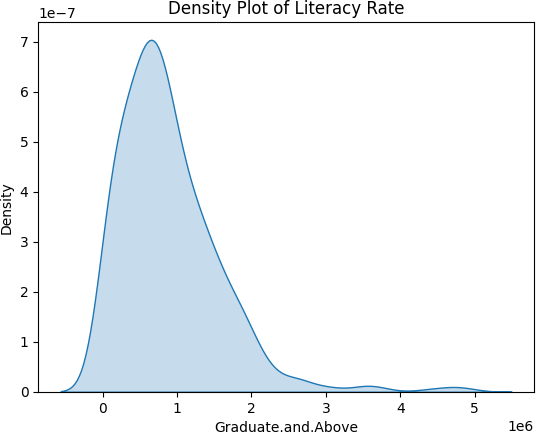 Density Plot of Literacy Rate
1e−7
7
6
5
4
3
2
1
0
Density
0 1 2 3 4 5
1e6
Graduate.and.Above